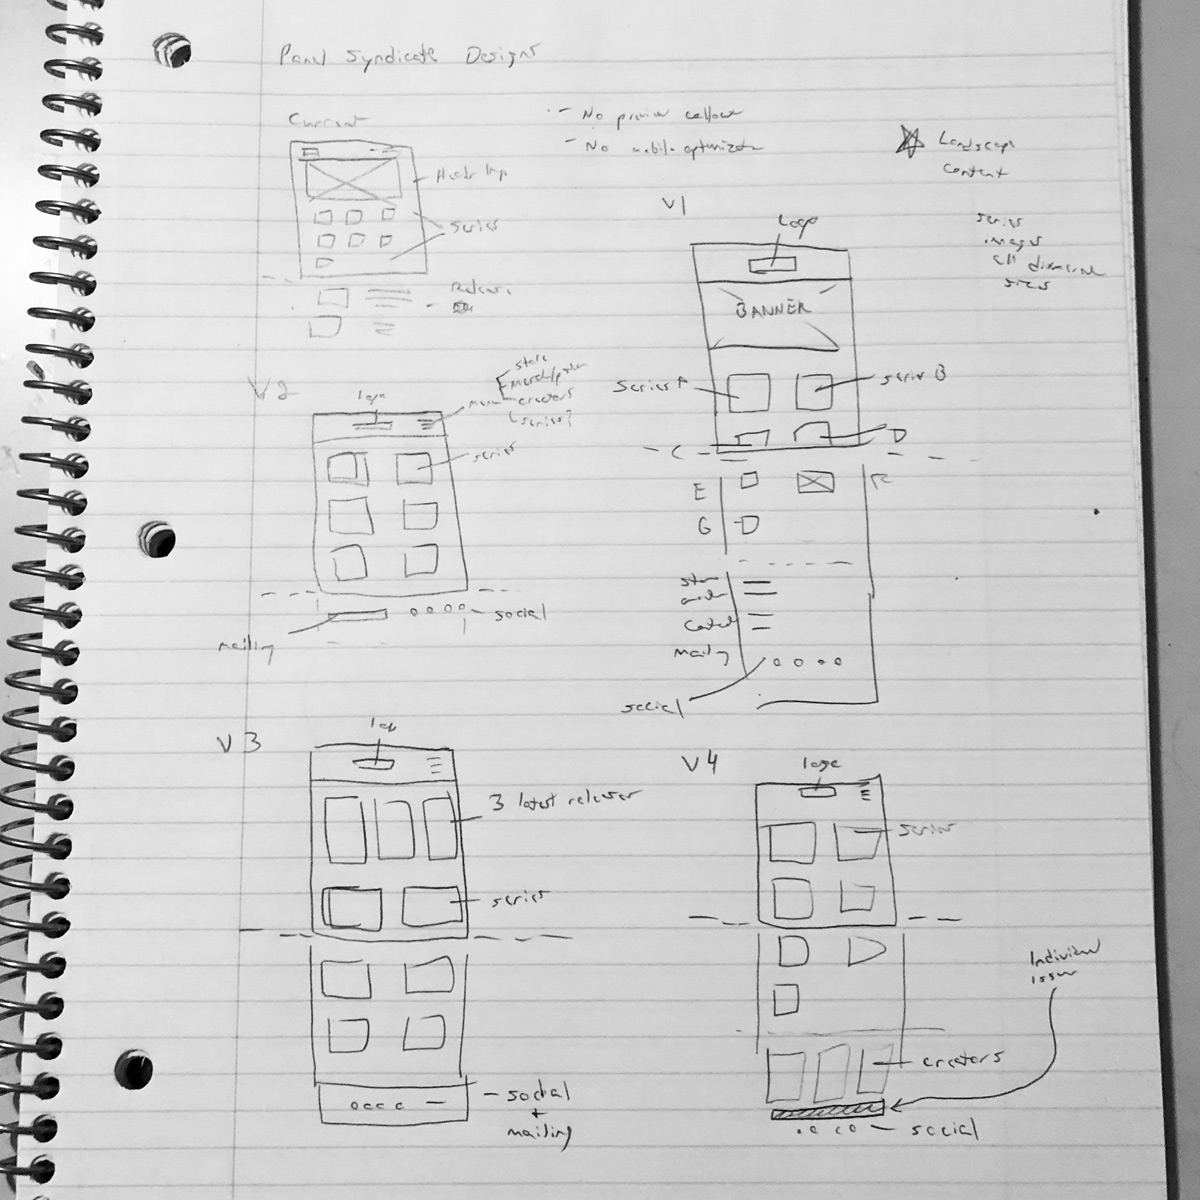 Panel Syndicate Designs
Current
- No preview callout
- No mobile optimization
Landscape
content
Header Img
series
Releases
V1
Logo
series
images
all different
sizes
BANNER
Series A
series B
C
D
E
F
G
store
Contact
Mailing
social
V2
logo
menu
store
creators
series?
series
mailing
social
V3
logo
3 latest releases
series
social
+
mailing
V4
logo
series
Individual
issue
creators
social